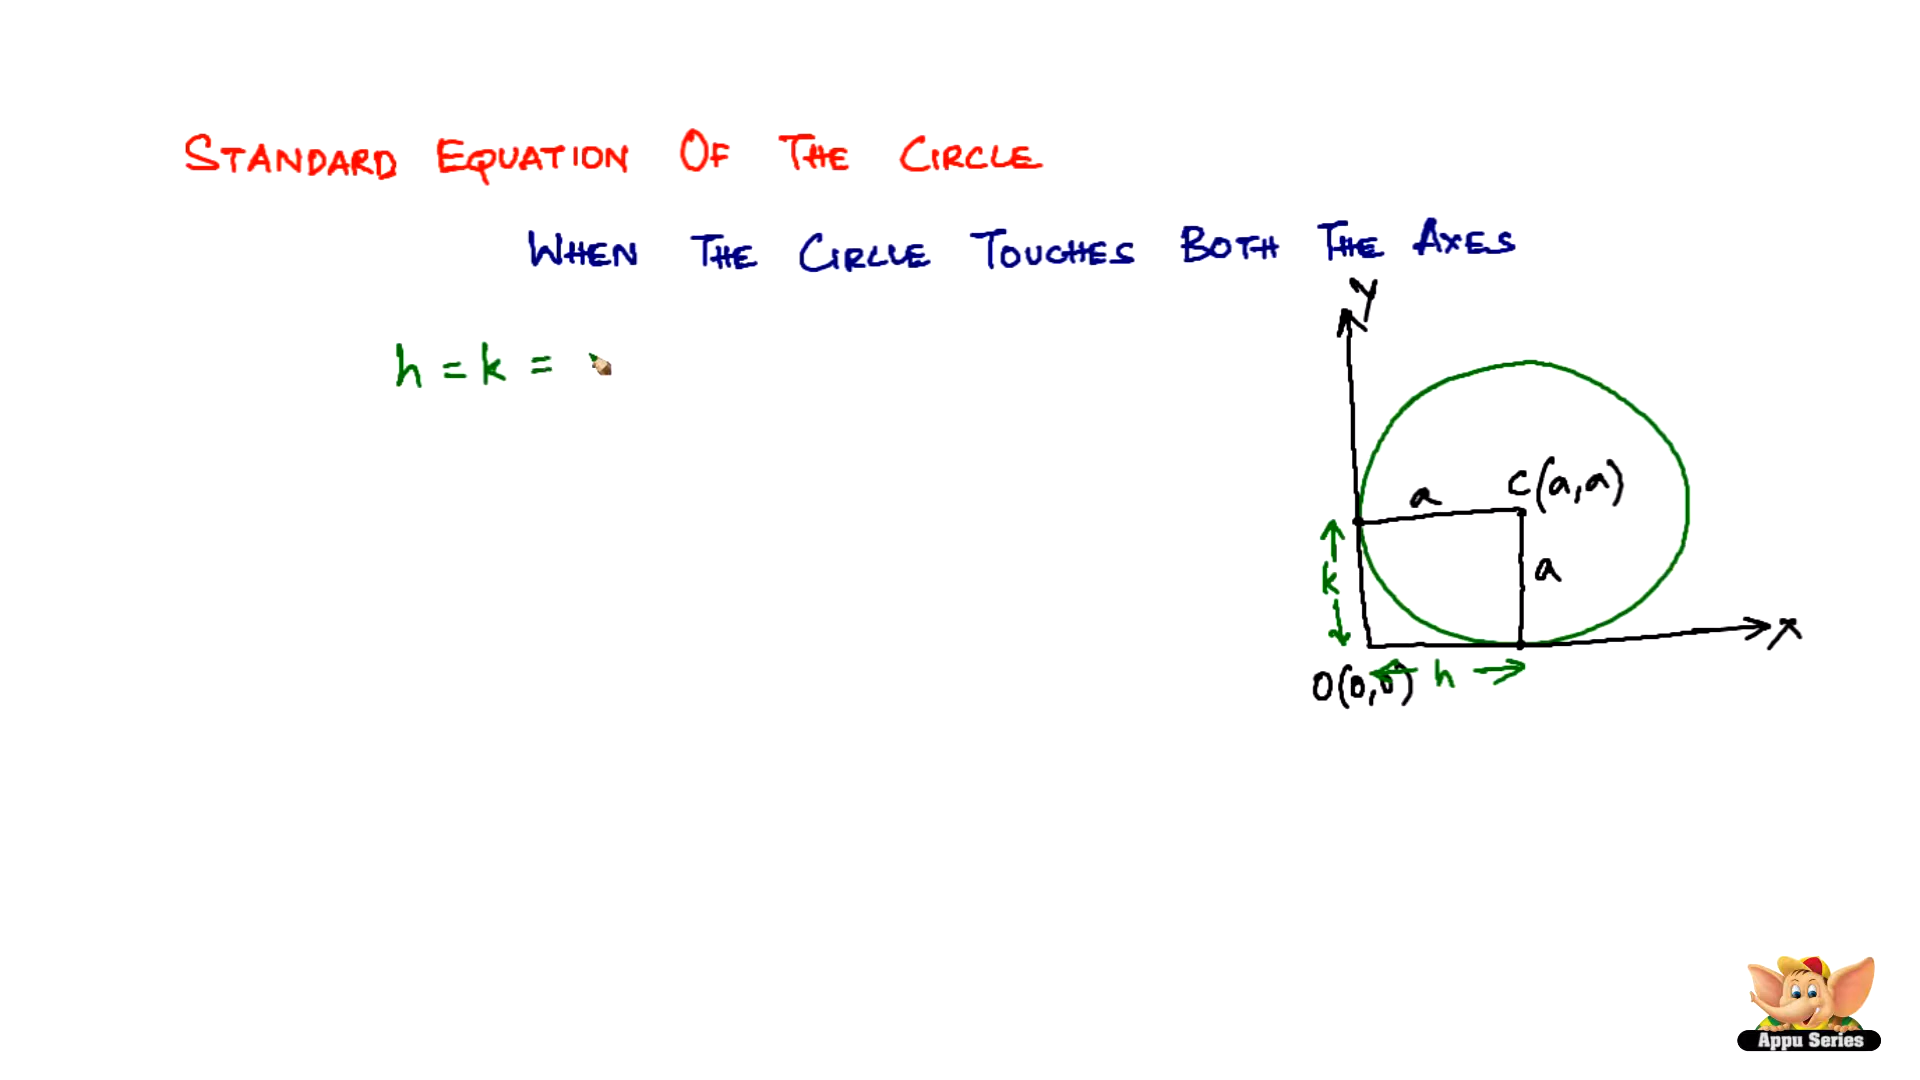 STANDARD EQUATION OF THE CIRCLE
WHEN THE CIRCLE TOUCHES BOTH THE AXES
Y
h = k =
C(a,a)
a
k
a
X
O(0,0)
h
Appu Series